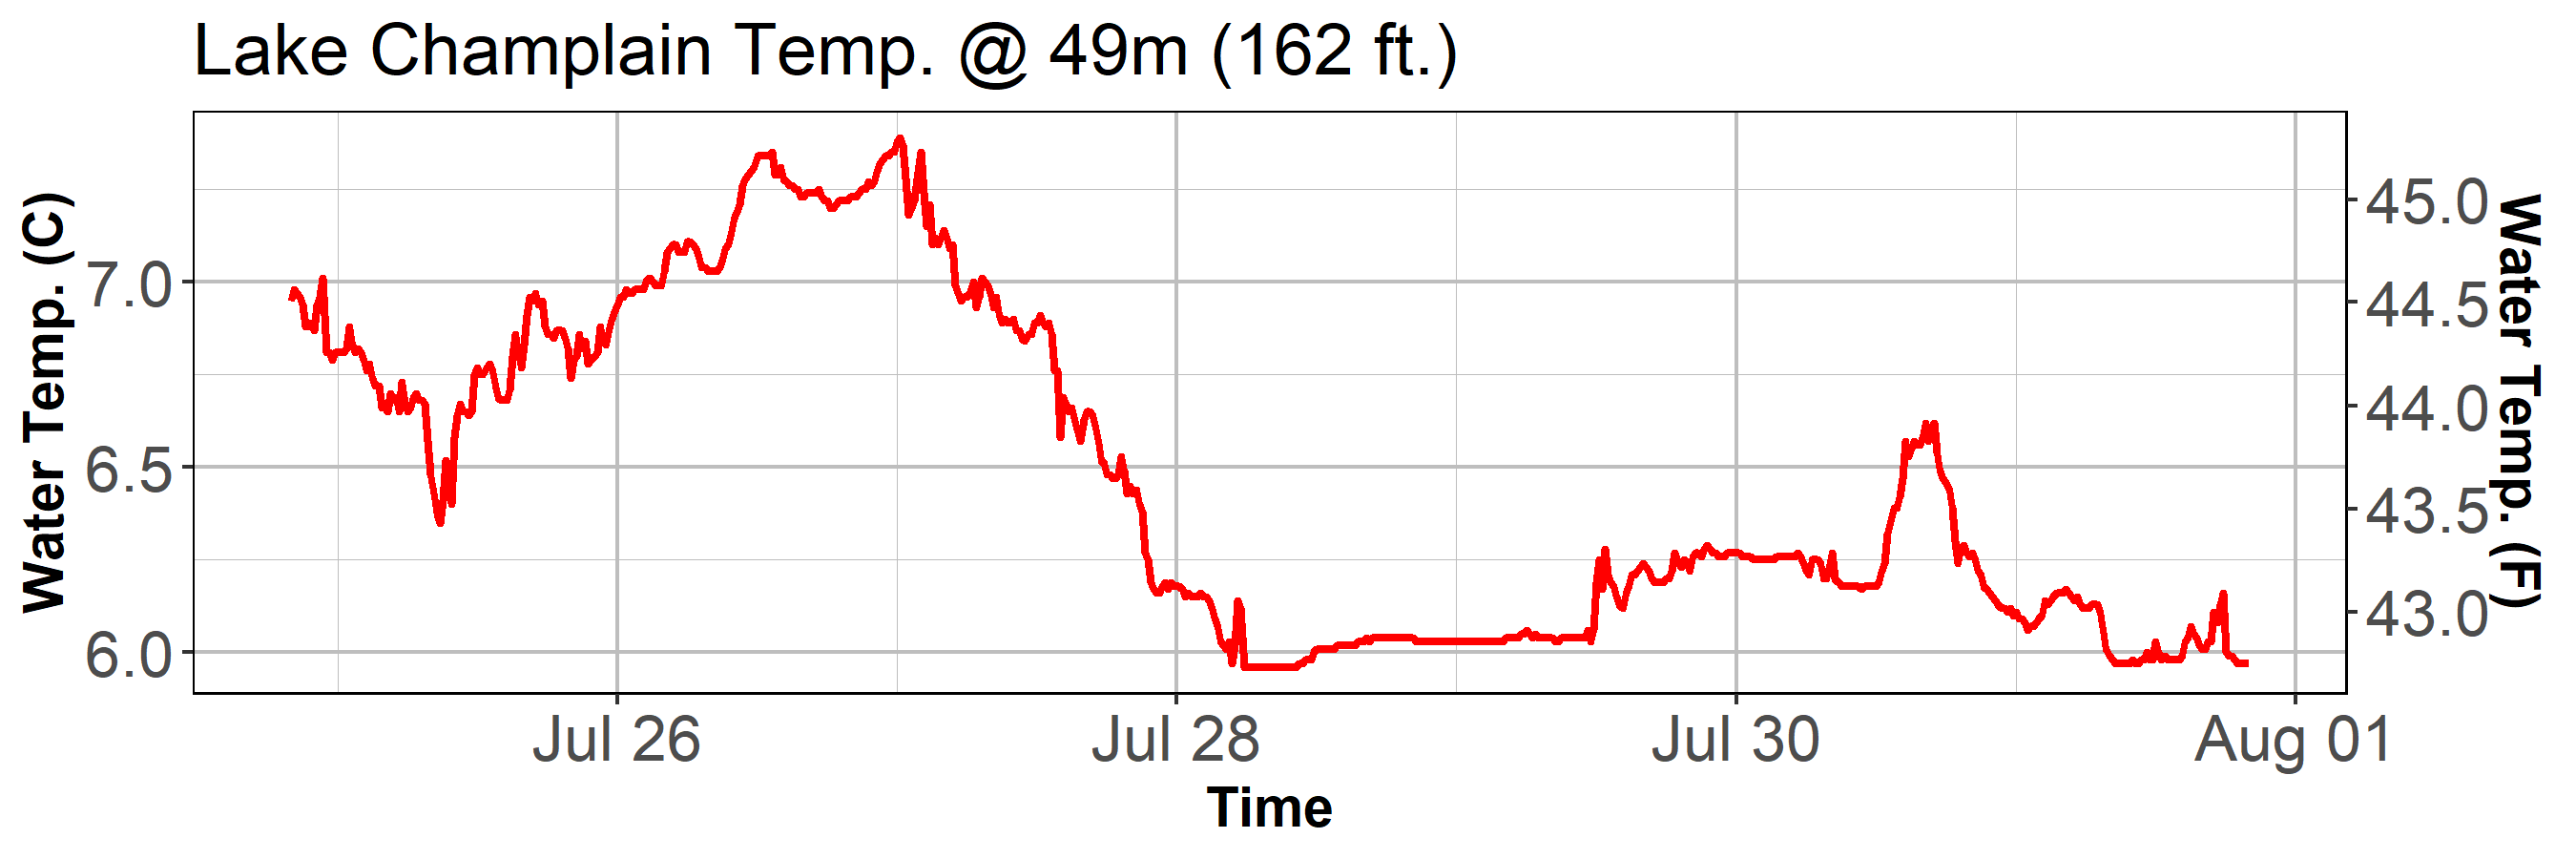 Lake Champlain Temp. @ 49m (162 ft.)
Water Temp. (C)
7.0
6.5
6.0
45.0
44.5
44.0
43.5
43.0
Water Temp. (F)
Jul 26
Jul 28
Jul 30
Aug 01
Time